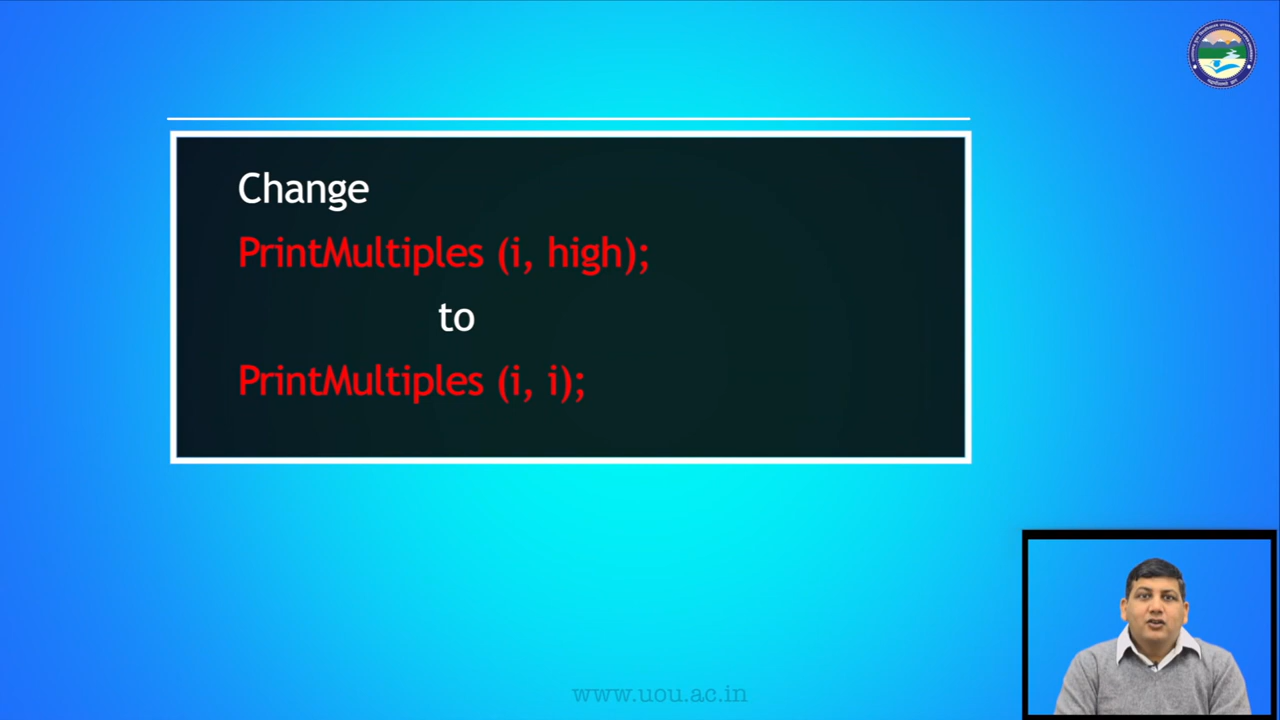 Change
PrintMultiples (i, high);
to
PrintMultiples (i, i);
www.uou.ac.in